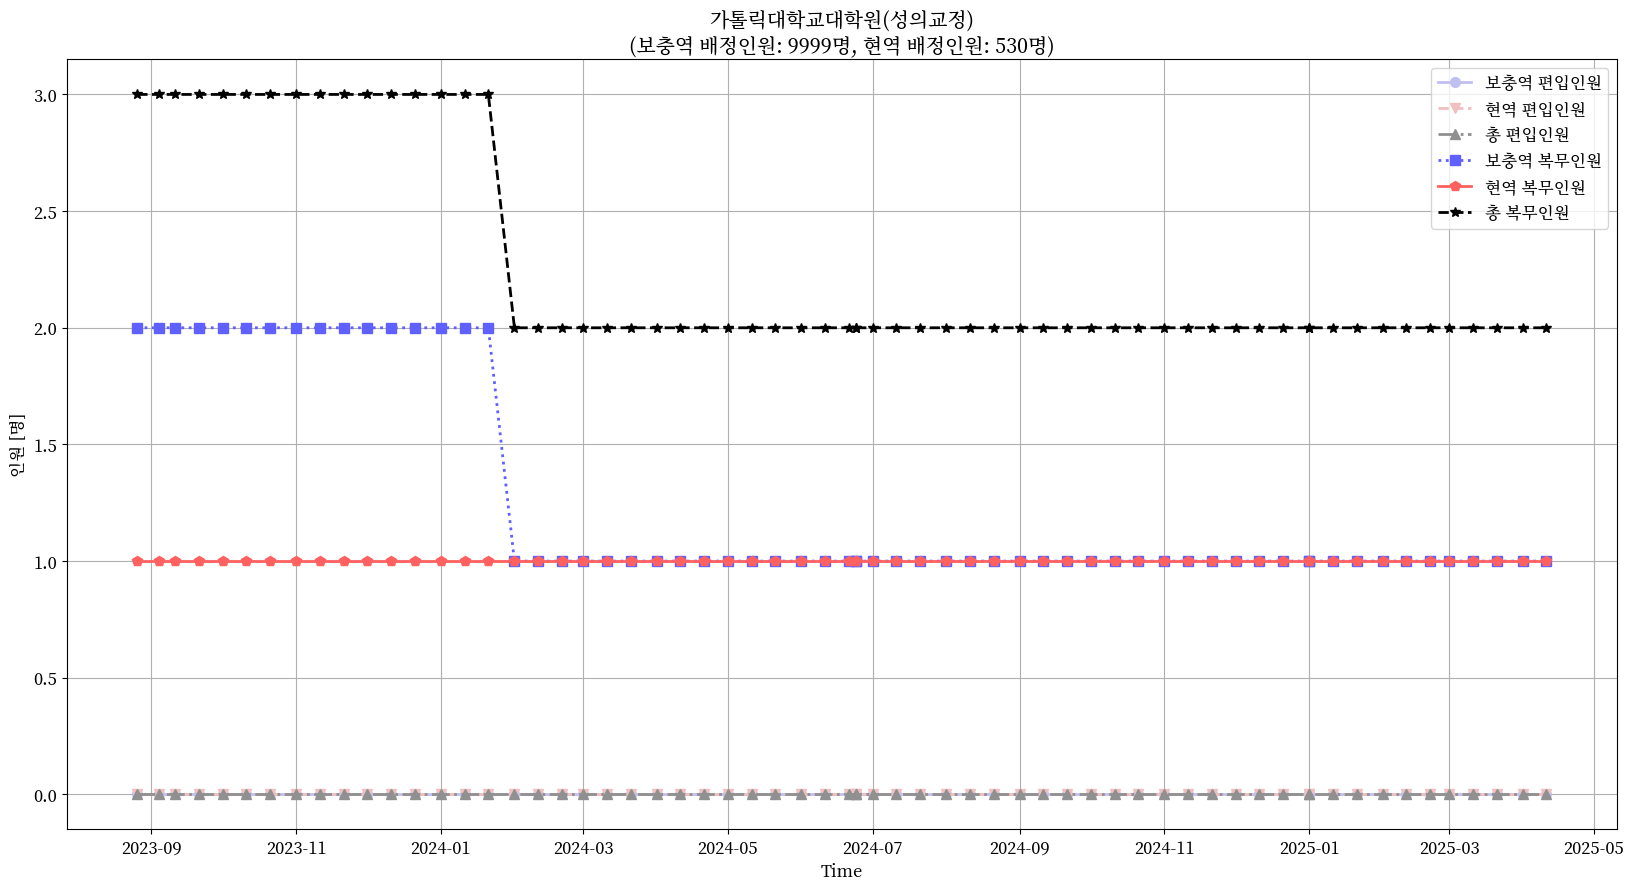 가톨릭대학교대학원(성의교정)
(보충역 배정인원: 9999명, 현역 배정인원: 530명)
보충역 편입인원
현역 편입인원
총 편입인원
보충역 복무인원
현역 복무인원
총 복무인원
인원 [명]
3.0
2.5
2.0
1.5
1.0
0.5
0.0
2023-09 2023-11 2024-01 2024-03 2024-05 2024-07 2024-09 2024-11 2025-01 2025-03 2025-05
Time